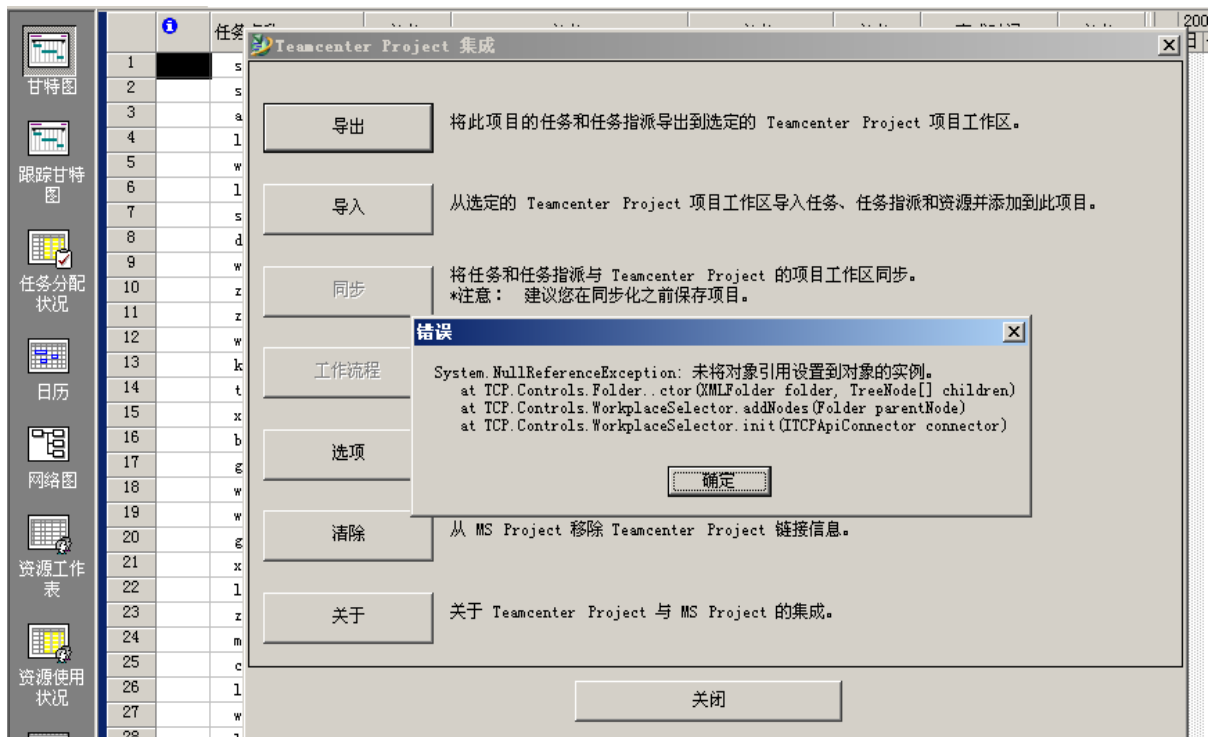 200
任务
日
Teamcenter Project 集成
甘特图
跟踪甘特
图
任务分配
状况
日历
网络图
资源工作
表
资源使用
状况
1 s
2 s
3 a
4 l
5 w
6 l
7 s
8 d
9 w
10 z
11 z
12 w
13 k
14 t
15 x
16 b
17 g
18 w
19 w
20 g
21 x
22 l
23 z
24 m
25 c
26 l
27 w
28
导出
将此项目的任务和任务指派导出到选定的 Teamcenter Project 项目工作区。
导入
从选定的 Teamcenter Project 项目工作区导入任务、任务指派和资源并添加到此项目。
同步
将任务和任务指派与 Teamcenter Project 的项目工作区同步。
*注意： 建议您在同步化之前保存项目。
工作流程
错误
System.NullReferenceException: 未将对象引用设置到对象的实例。
at TCP.Controls.Folder..ctor(XMLFolder folder, TreeNode[] children)
at TCP.Controls.WorkplaceSelector.addNodes(Folder parentNode)
at TCP.Controls.WorkplaceSelector.init(ITCPApiConnector connector)
确定
选项
清除
从 MS Project 移除 Teamcenter Project 链接信息。
关于
关于 Teamcenter Project 与 MS Project 的集成。
关闭